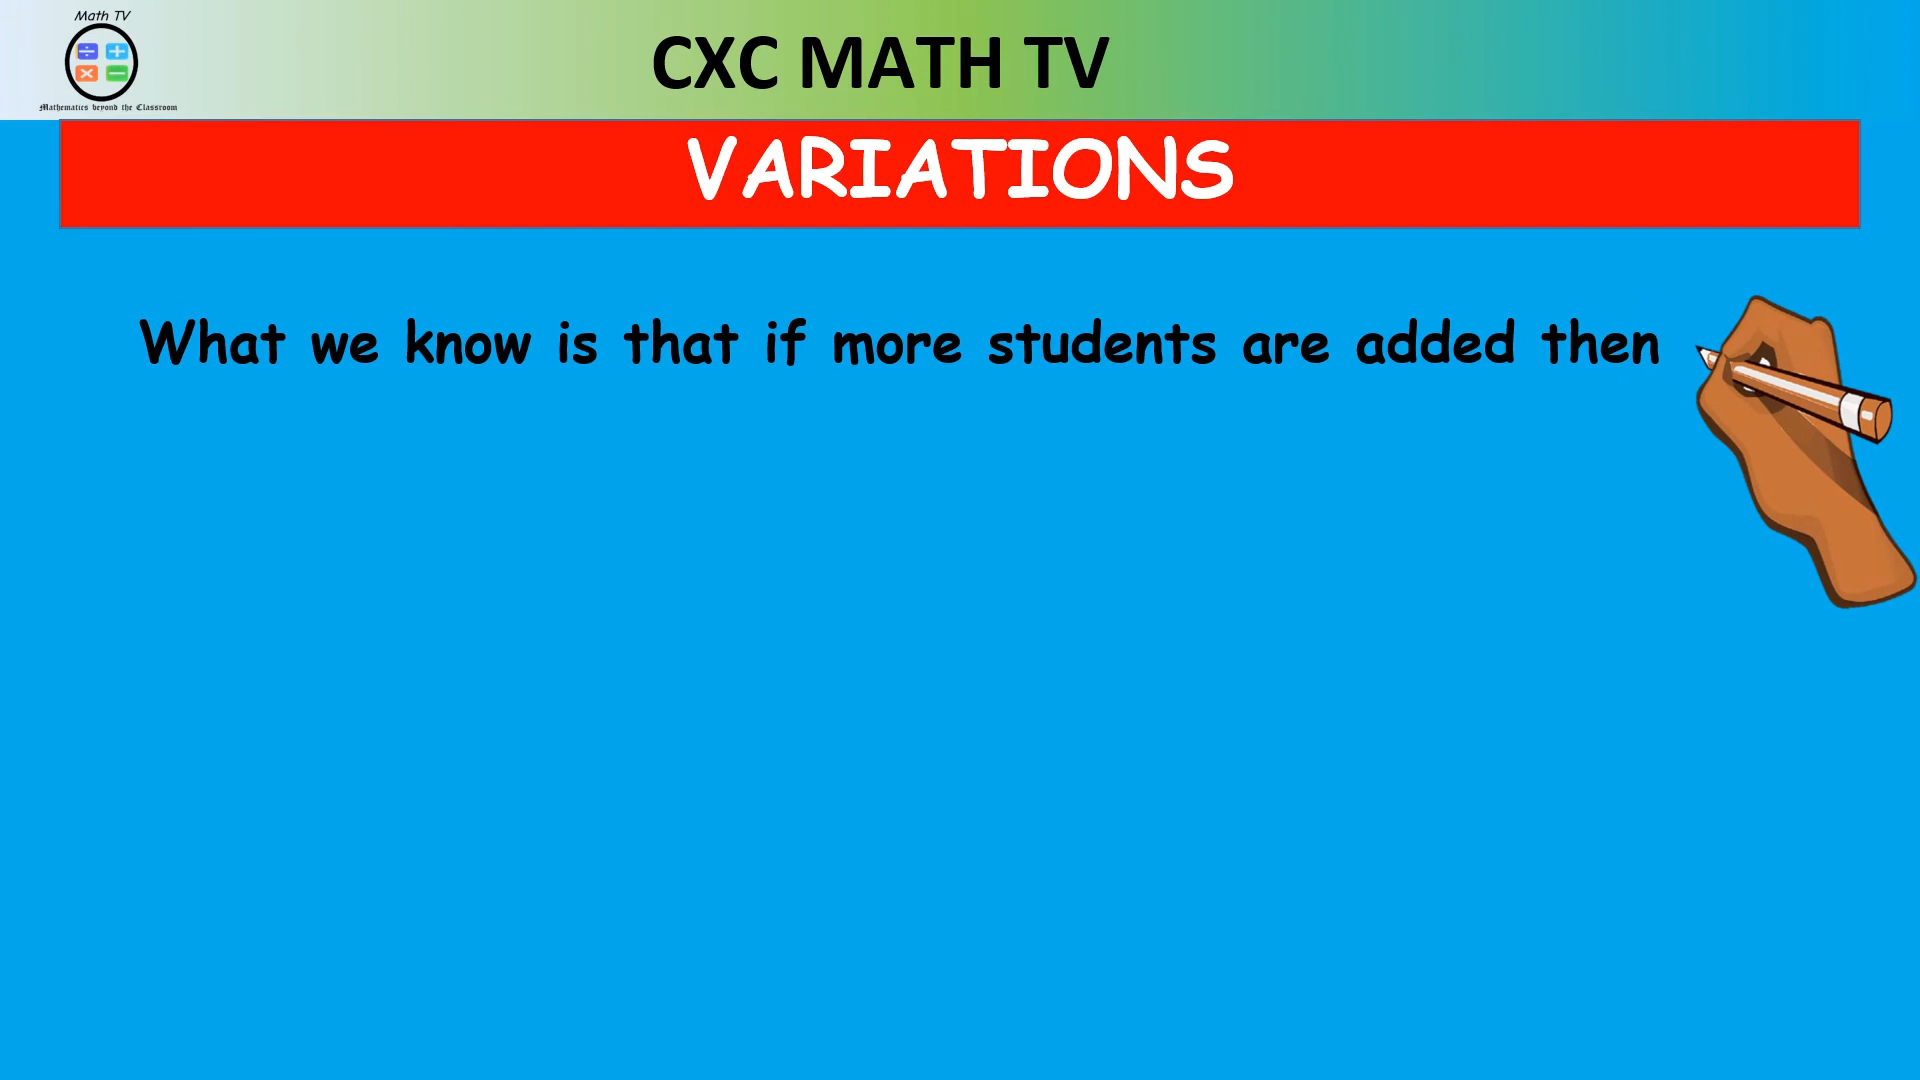 Math TV
Mathematics beyond the Classroom
CXC MATH TV
VARIATIONS
What we know is that if more students are added then